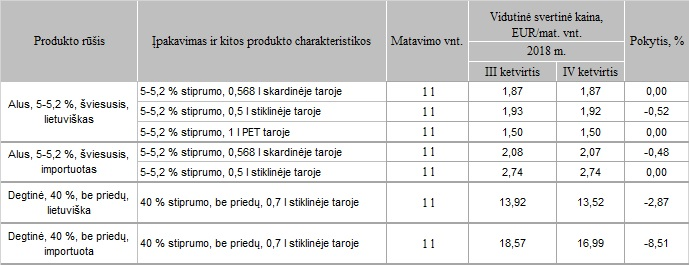 Produkto rūšis Įpakavimas ir kitos produkto charakteristikos Matavimo vnt. Vidutinė svertinė kaina, EUR/mat. vnt. Pokytis, %
2018 m.
III ketvirtis IV ketvirtis
Alus, 5-5,2 %, šviesusis, lietuviškas
5-5,2 % stiprumo, 0,568 l skardinėje taroje 1 l 1,87 1,87 0,00
5-5,2 % stiprumo, 0,5 l stiklinėje taroje 1 l 1,93 1,92 -0,52
5-5,2 % stiprumo, 1 l PET taroje 1 l 1,50 1,50 0,00
Alus, 5-5,2 %, šviesusis, importuotas
5-5,2 % stiprumo, 0,568 l skardinėje taroje 1 l 2,08 2,07 -0,48
5-5,2 % stiprumo, 0,5 l stiklinėje taroje 1 l 2,74 2,74 0,00
Degtinė, 40 %, be priedų, lietuviška
40 % stiprumo, be priedų, 0,7 l stiklinėje taroje 1 l 13,92 13,52 -2,87
Degtinė, 40 %, be priedų, importuota
40 % stiprumo, be priedų, 0,7 l stiklinėje taroje 1 l 18,57 16,99 -8,51